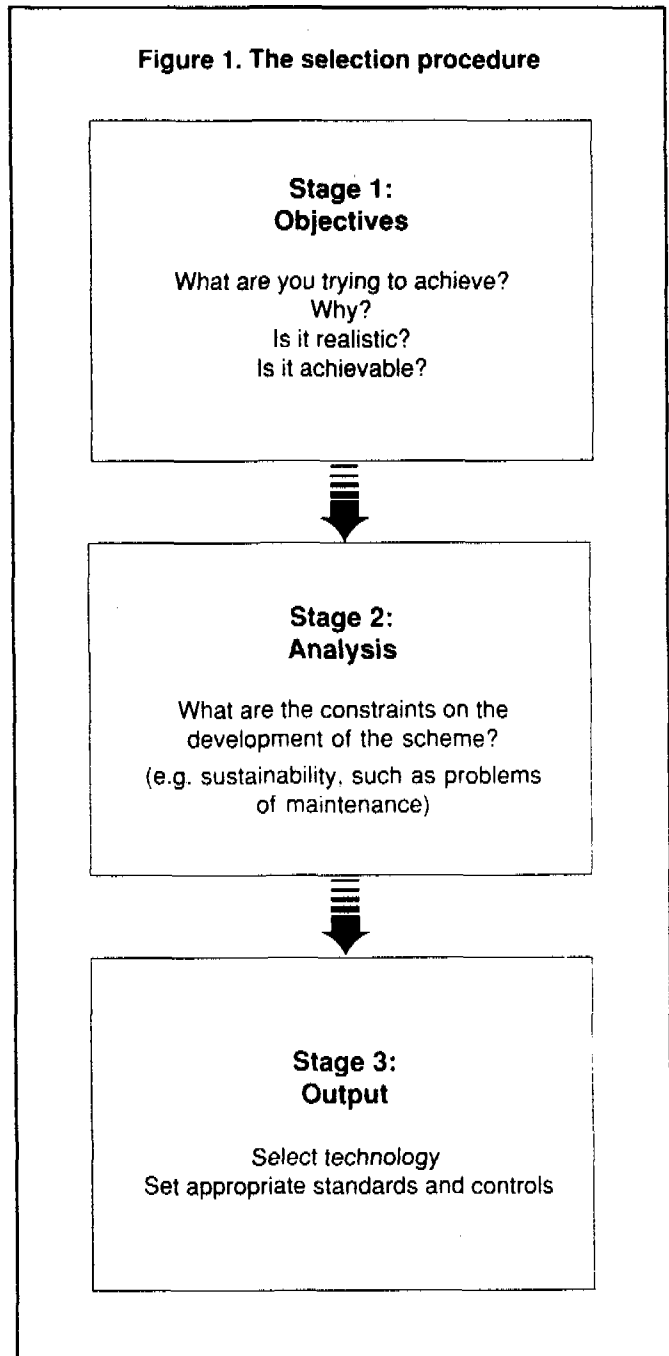 Figure 1. The selection procedure
Stage 1:
Objectives
What are you trying to achieve?
Why?
Is it realistic?
Is it achievable?
Stage 2:
Analysis
What are the constraints on the
development of the scheme?
(e.g. sustainability, such as problems
of maintenance)
Stage 3:
Output
Select technology
Set appropriate standards and controls